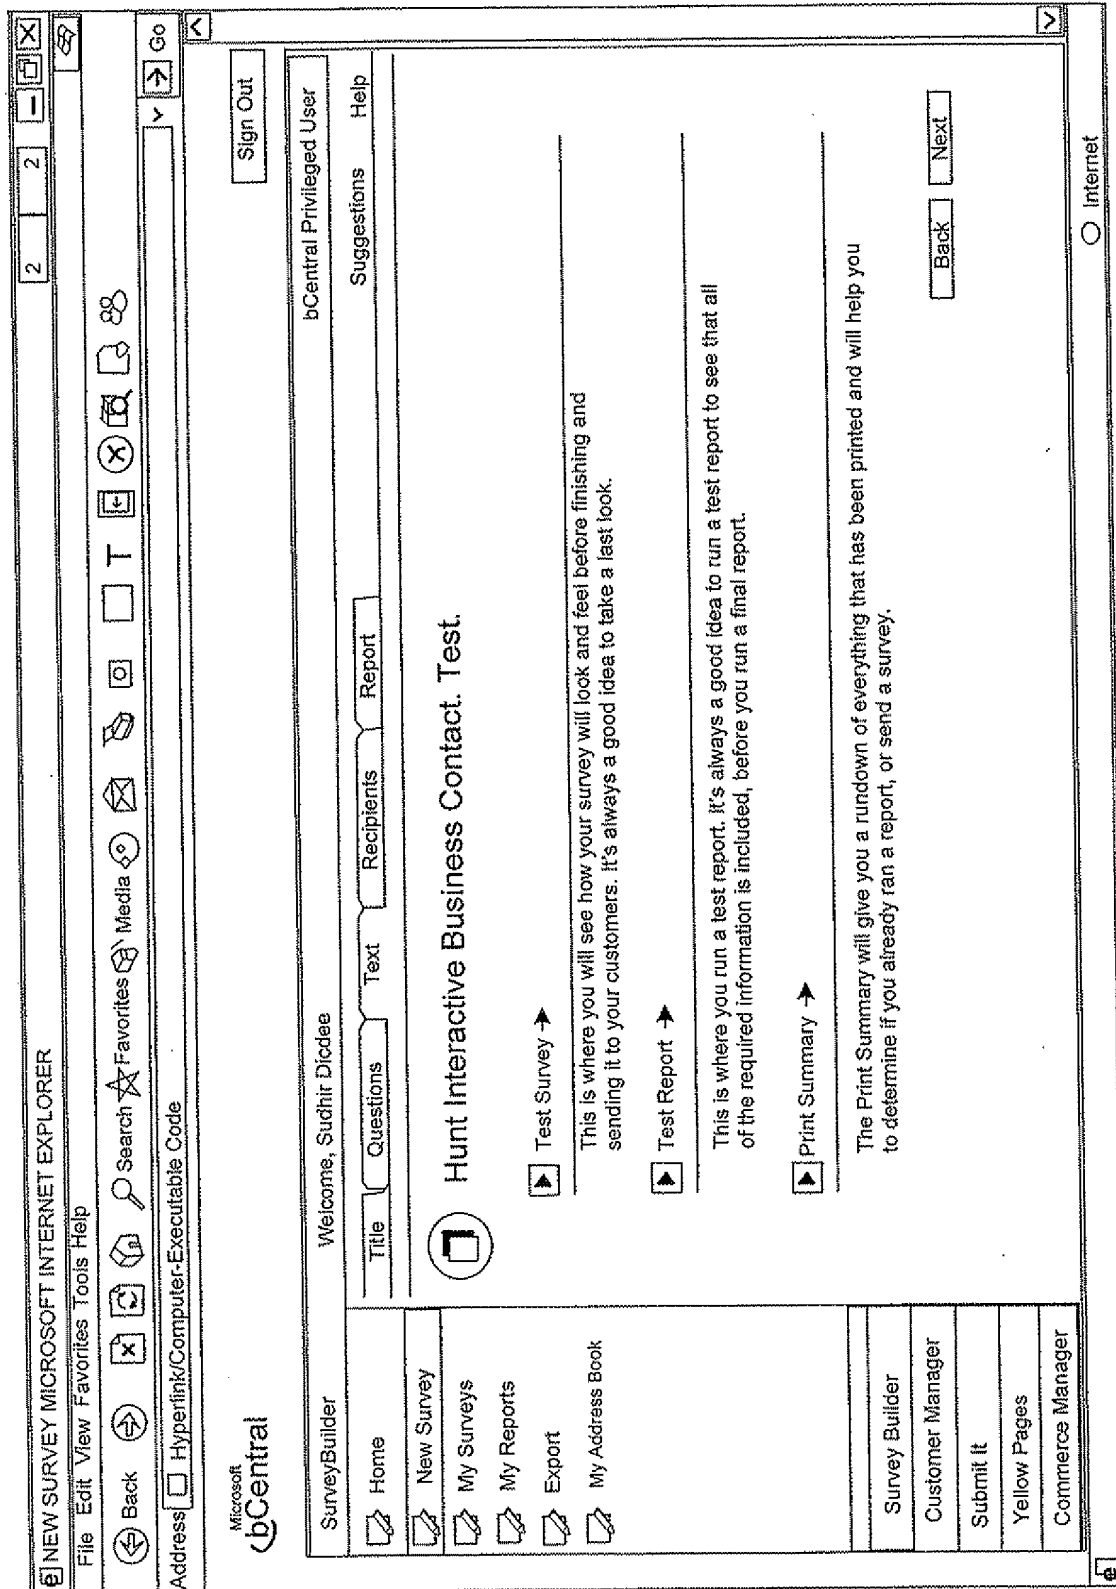 NEW SURVEY MICROSOFT INTERNET EXPLORER
2 2 2
File Edit View Favorites Tools Help
Back Search Favorites Media T
Address Hyperlink/Computer-Executable Code Go
Microsoft
bCentral
Sign Out
SurveyBuilder
Welcome, Sudhir Dicdee
bCentral Privileged User
Home
New Survey
My Surveys
My Reports
Export
My Address Book
Survey Builder
Customer Manager
Submit It
Yellow Pages
Commerce Manager
Title Questions Text Recipients Report
Suggestions Help
Hunt Interactive Business Contact. Test.
Test Survey
This is where you will see how your survey will look and feel before finishing and
sending it to your customers. It's always a good idea to take a last look.
Test Report
This is where you run a test report. It's always a good idea to run a test report to see that all
of the required information is included, before you run a final report.
Print Summary
The Print Summary will give you a rundown of everything that has been printed and will help you
to determine if you already ran a report, or send a survey.
Back Next
Internet